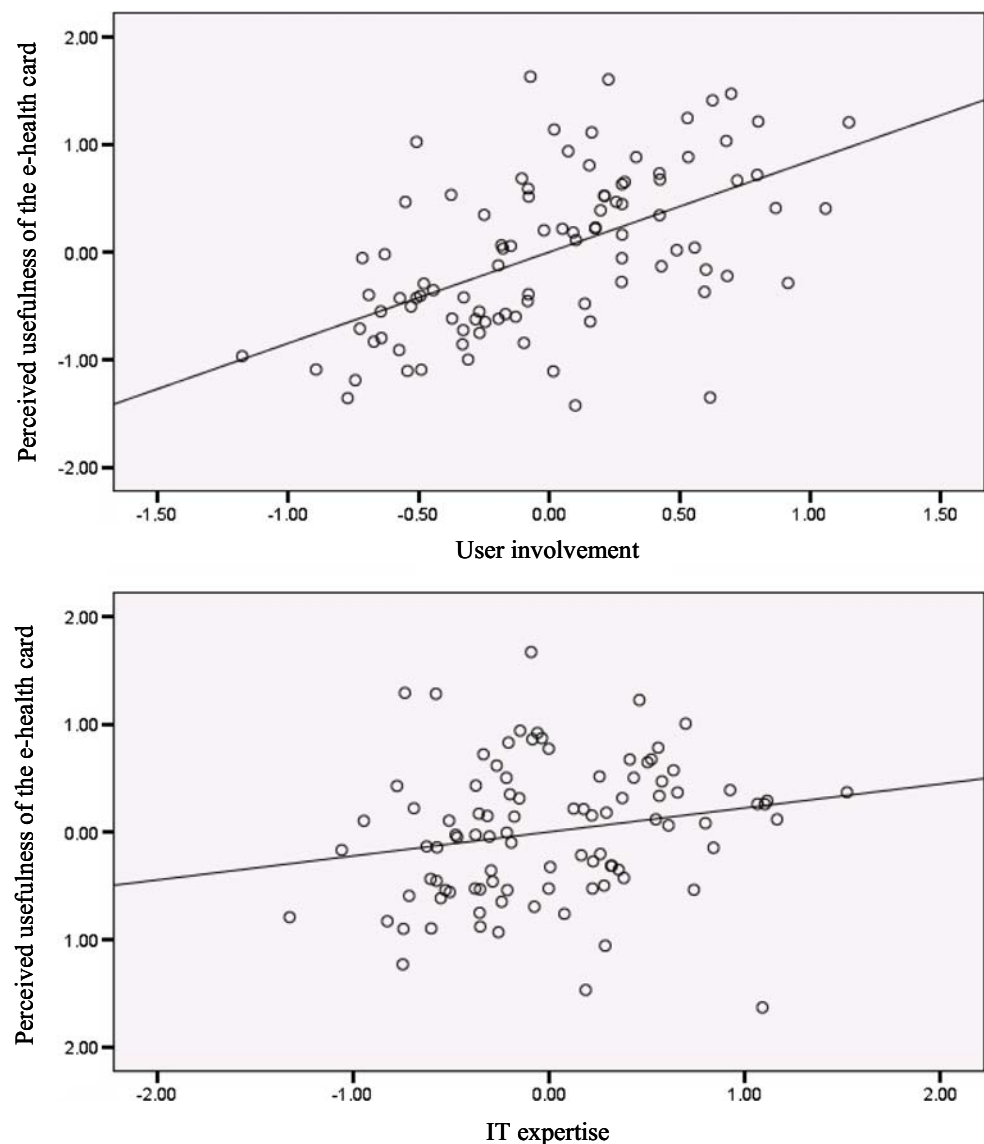 2.00
1.00
0.00
-1.00
-2.00
Perceived usefulness of the e-health card
-1.50 -1.00 -0.50 0.00 0.50 1.00 1.50
User involvement
2.00
1.00
0.00
1.00
2.00
Perceived usefulness of the e-health card
-2.00 -1.00 0.00 1.00 2.00
IT expertise